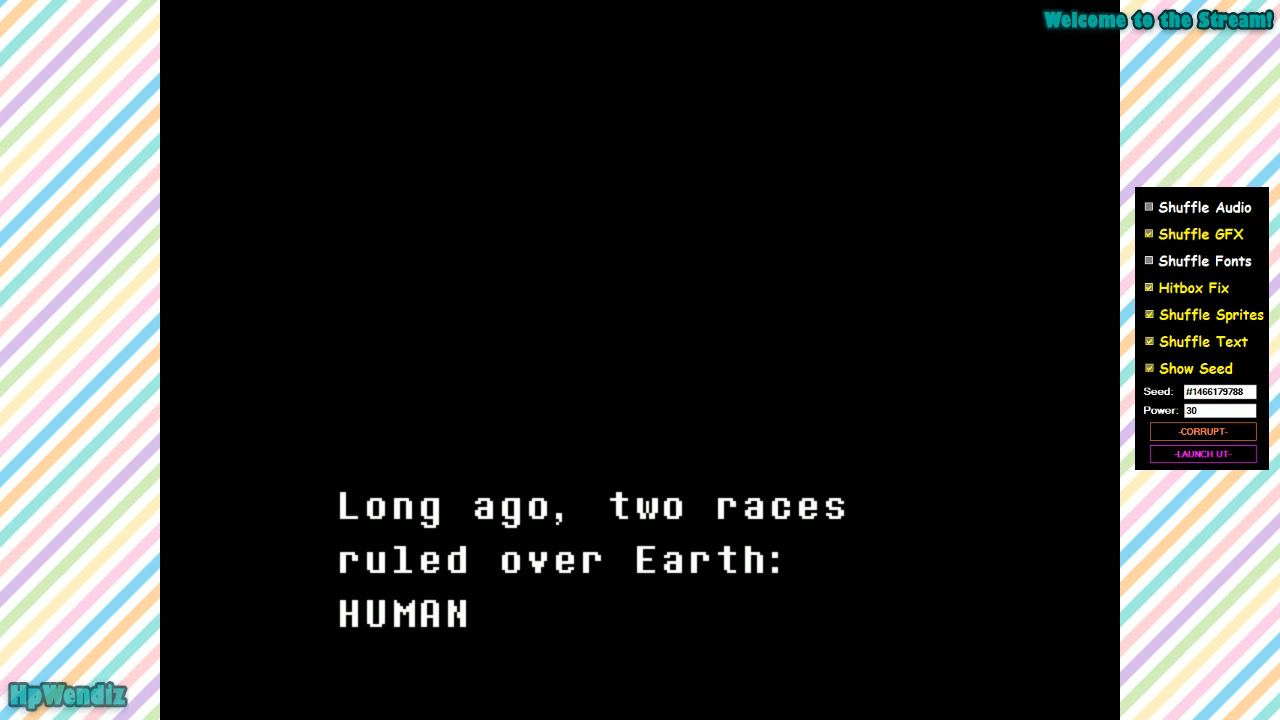 Welcome to the Stream!
Shuffle Audio
Shuffle GFX
Shuffle Fonts
Hitbox Fix
Shuffle Sprites
Shuffle Text
Show Seed
Seed: #1466179788
Power: 30
-CORRUPT-
-LAUNCH UT-
Long ago, two races
ruled over Earth:
HUMAN
HpWendiz